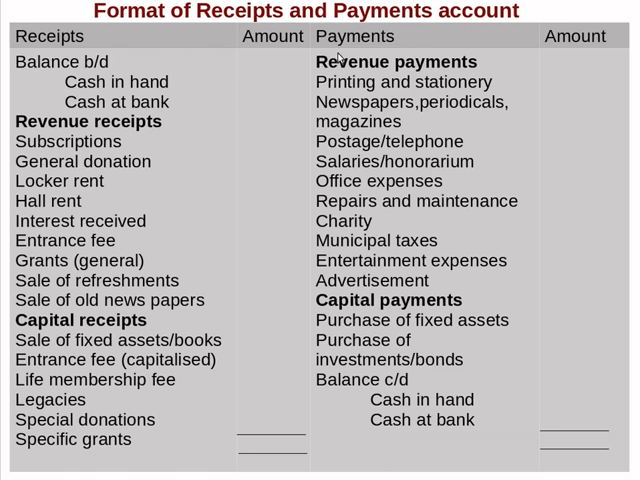 Format of Receipts and Payments account
Receipts Amount Payments Amount
Balance b/d
Cash in hand
Cash at bank
Revenue receipts
Subscriptions
General donation
Locker rent
Hall rent
Interest received
Entrance fee
Grants (general)
Sale of refreshments
Sale of old news papers
Capital receipts
Sale of fixed assets/books
Entrance fee (capitalised)
Life membership fee
Legacies
Special donations
Specific grants
Revenue payments
Printing and stationery
Newspapers,periodicals,
magazines
Postage/telephone
Salaries/honorarium
Office expenses
Repairs and maintenance
Charity
Municipal taxes
Entertainment expenses
Advertisement
Capital payments
Purchase of fixed assets
Purchase of
investments/bonds
Balance c/d
Cash in hand
Cash at bank